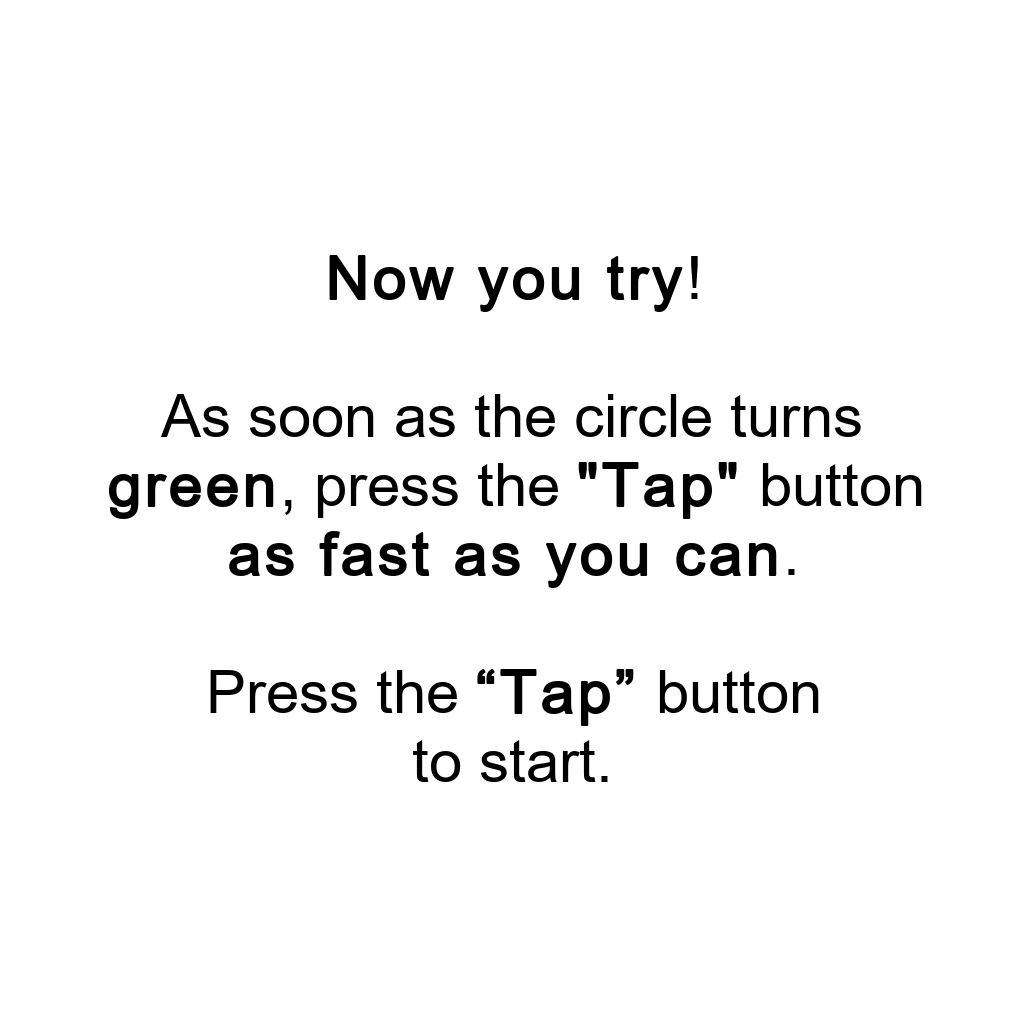 Now you try!
As soon as the circle turns
green, press the "Tap" button
as fast as you can.
Press the “Tap” button
to start.